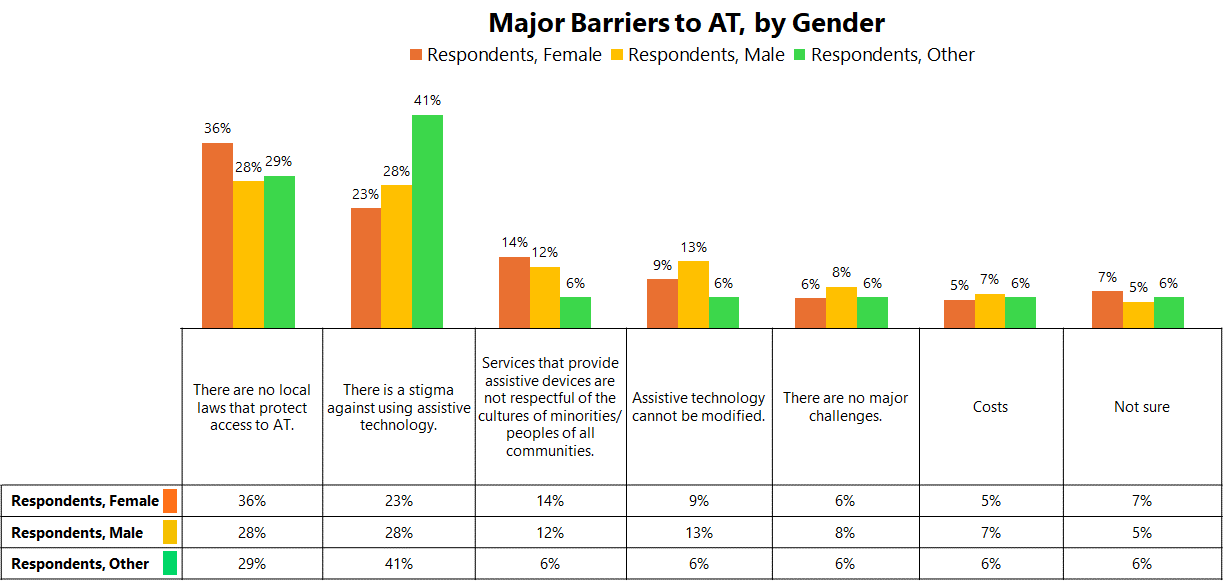 Major Barriers to AT, by Gender
Respondents, Female Respondents, Male Respondents, Other
36%
28%
29%
23%
28%
41%
14%
12%
6%
9%
13%
6%
6%
8%
6%
5%
7%
6%
7%
5%
6%
There are no local
laws that protect
access to AT.
There is a stigma
against using assistive
technology.
Services that provide
assistive devices are
not respectful of the
cultures of minorities/
peoples of all
communities.
Assistive technology
cannot be modified.
There are no major
challenges.
Costs
Not sure
Respondents, Female 36% 23% 14% 9% 6% 5% 7%
Respondents, Male 28% 28% 12% 13% 8% 7% 5%
Respondents, Other 29% 41% 6% 6% 6% 6% 6%